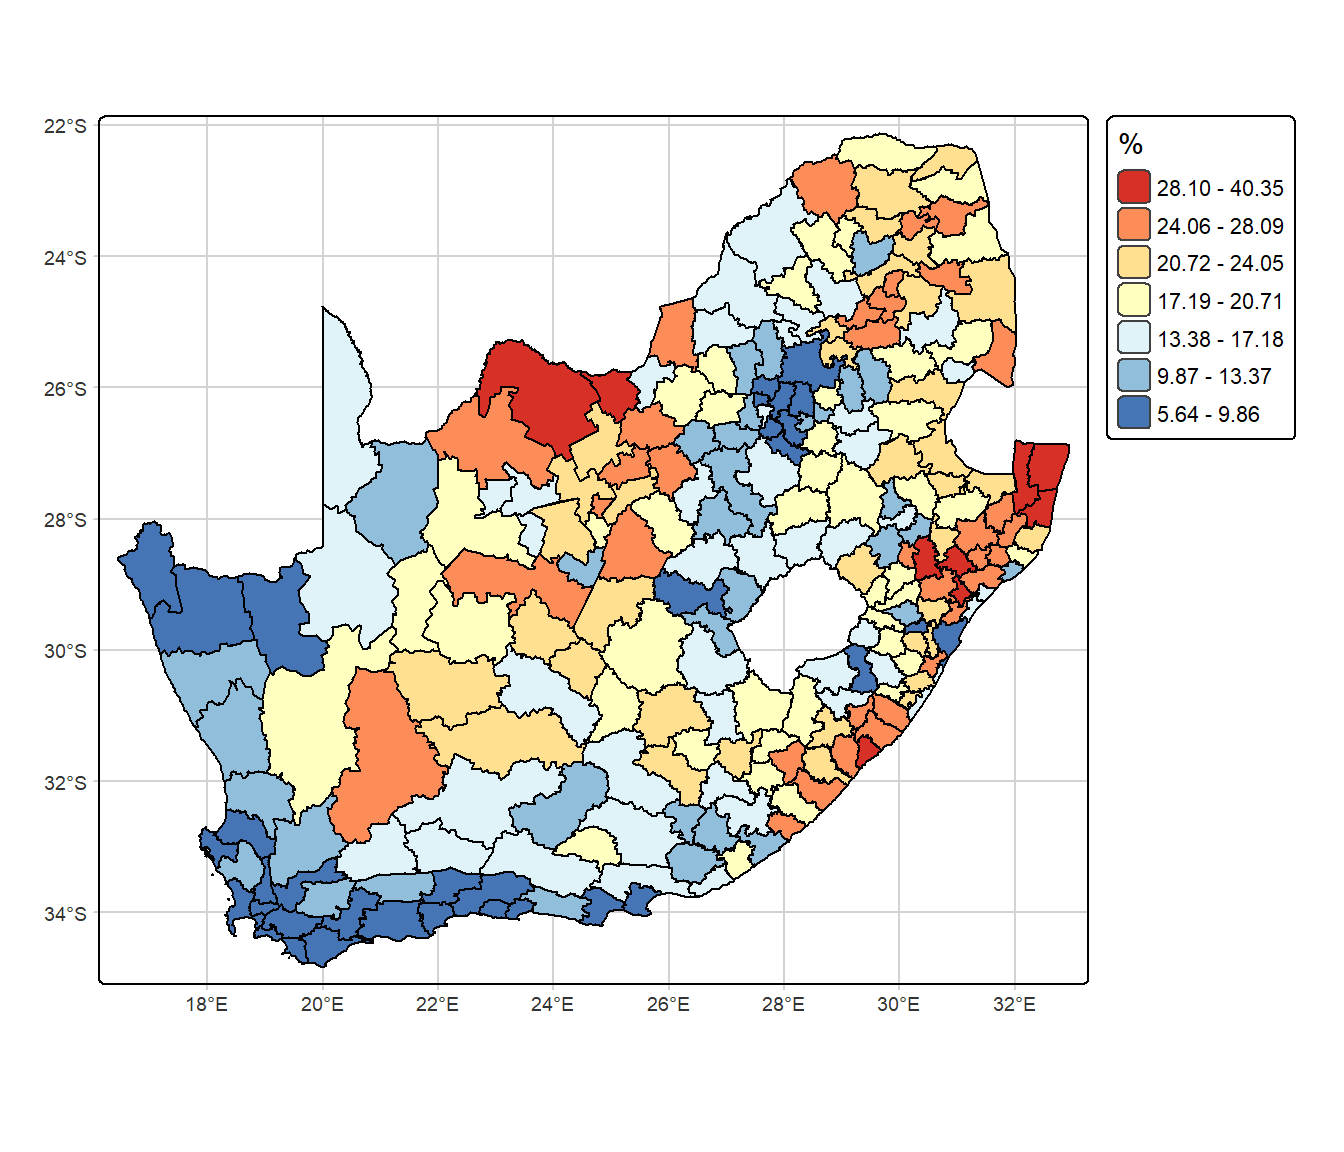 %
28.10 - 40.35
24.06 - 28.09
20.72 - 24.05
17.19 - 20.71
13.38 - 17.18
9.87 - 13.37
5.64 - 9.86
22°S
24°S
26°S
28°S
30°S
32°S
34°S
18°E 20°E 22°E 24°E 26°E 28°E 30°E 32°E